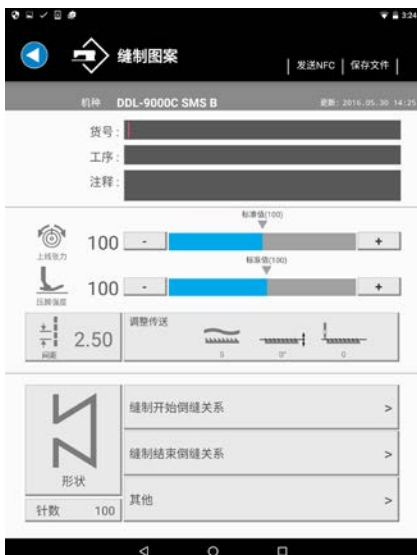 3:24
缝制图案
发送NFC
保存文件
机种 DDL-9000C SMS B
更新: 2016.05.30 14:25
货号:
工序:
注释:
标准值(100)
上线张力
100 - +
标准值(100)
压脚强度
100 - +
间距
2.50
调整传送
S 0° 0
缝制开始倒缝关系 >
缝制结束倒缝关系 >
形状
针数 100
其他 >